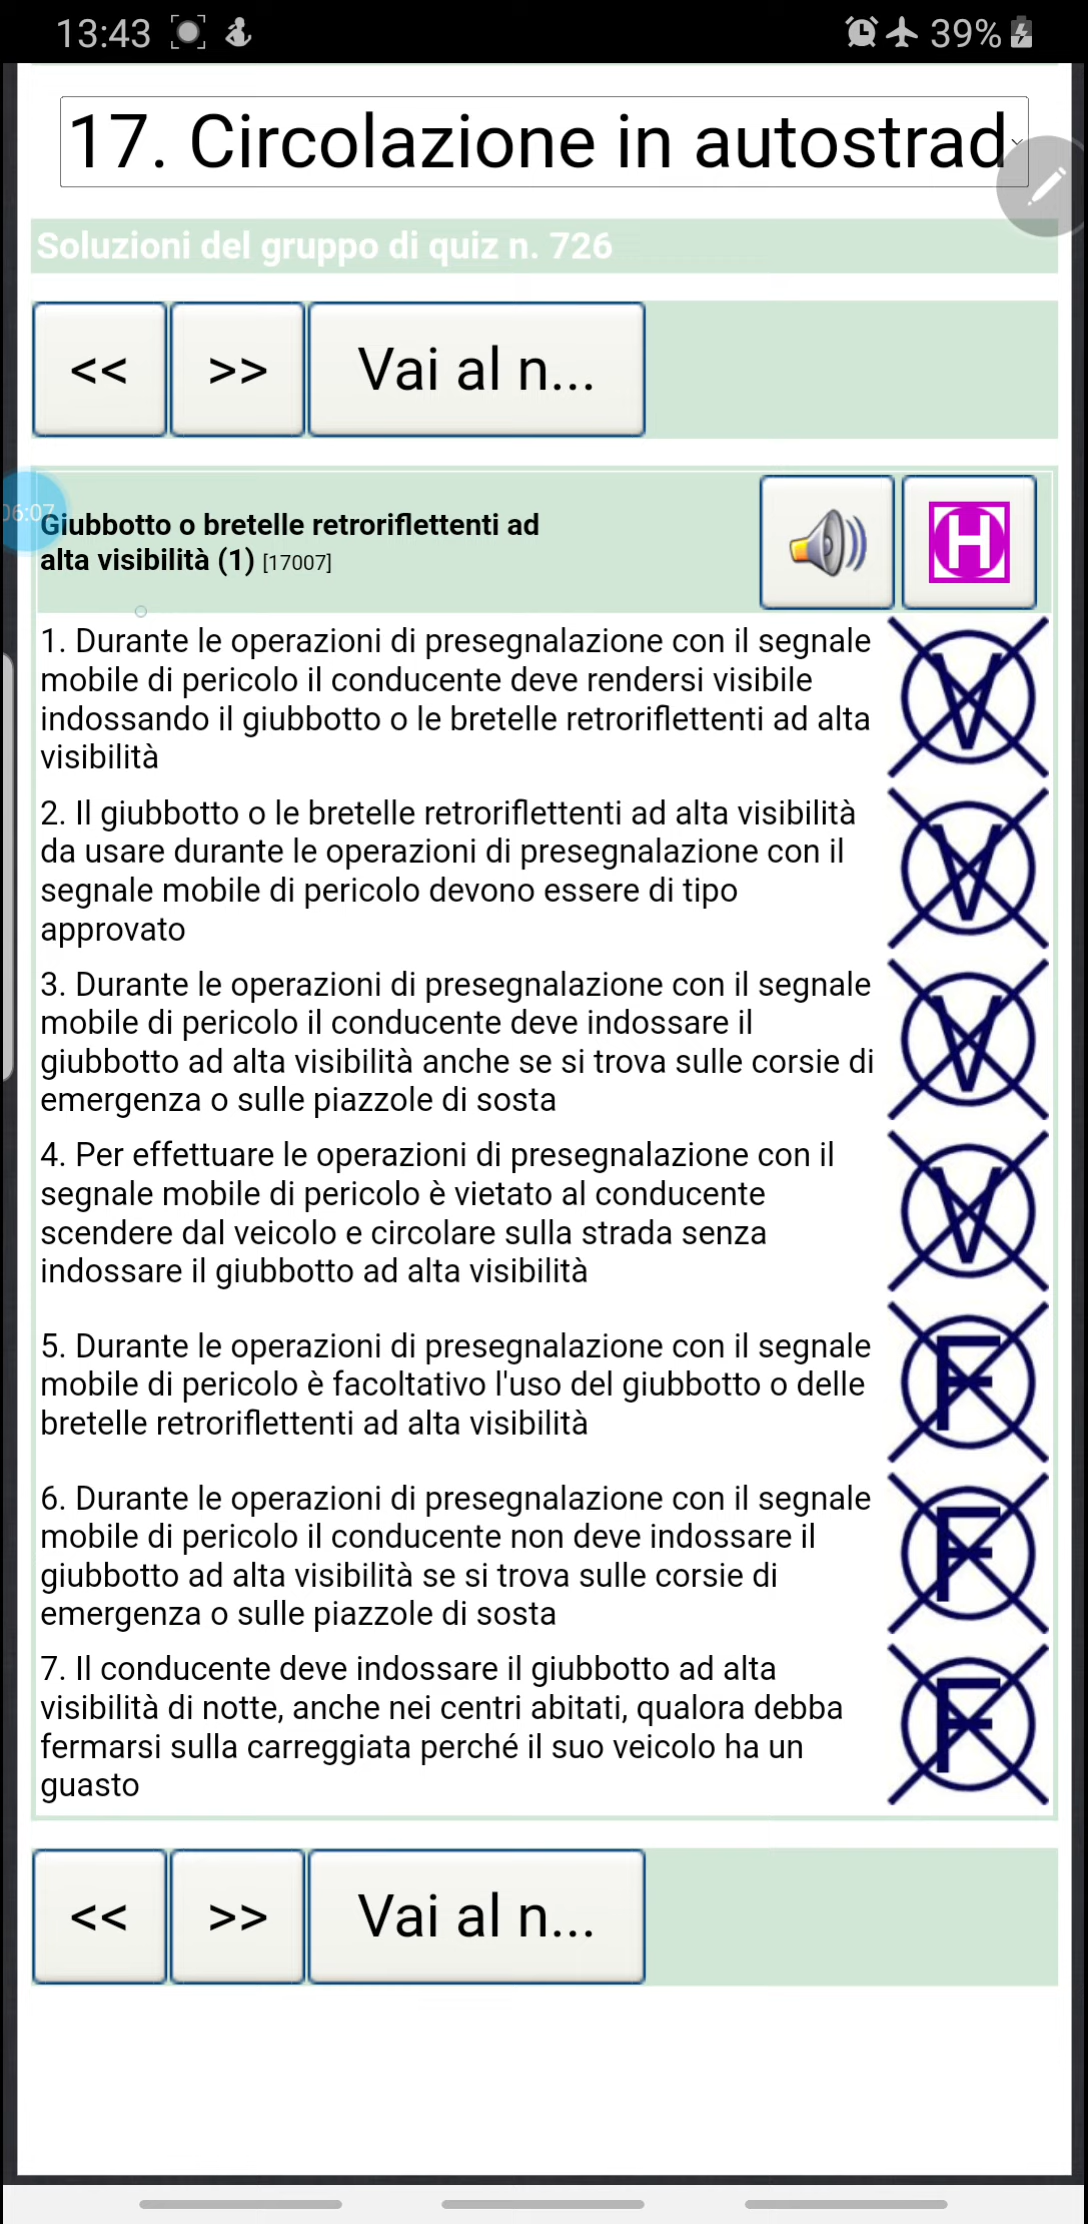 13:43
39%
17. Circolazione in autostrad
Soluzioni del gruppo di quiz n. 726
<< >> Vai al n...
06:07
Giubbotto o bretelle retroriflettenti ad
alta visibilità (1) [17007]
H
1. Durante le operazioni di presegnalazione con il segnale
mobile di pericolo il conducente deve rendersi visibile
indossando il giubbotto o le bretelle retroriflettenti ad alta
visibilità
V
2. Il giubbotto o le bretelle retroriflettenti ad alta visibilità
da usare durante le operazioni di presegnalazione con il
segnale mobile di pericolo devono essere di tipo
approvato
V
3. Durante le operazioni di presegnalazione con il segnale
mobile di pericolo il conducente deve indossare il
giubbotto ad alta visibilità anche se si trova sulle corsie di
emergenza o sulle piazzole di sosta
V
4. Per effettuare le operazioni di presegnalazione con il
segnale mobile di pericolo è vietato al conducente
scendere dal veicolo e circolare sulla strada senza
indossare il giubbotto ad alta visibilità
V
5. Durante le operazioni di presegnalazione con il segnale
mobile di pericolo è facoltativo l'uso del giubbotto o delle
bretelle retroriflettenti ad alta visibilità
F
6. Durante le operazioni di presegnalazione con il segnale
mobile di pericolo il conducente non deve indossare il
giubbotto ad alta visibilità se si trova sulle corsie di
emergenza o sulle piazzole di sosta
F
7. Il conducente deve indossare il giubbotto ad alta
visibilità di notte, anche nei centri abitati, qualora debba
fermarsi sulla carreggiata perché il suo veicolo ha un
guasto
F
<< >> Vai al n...